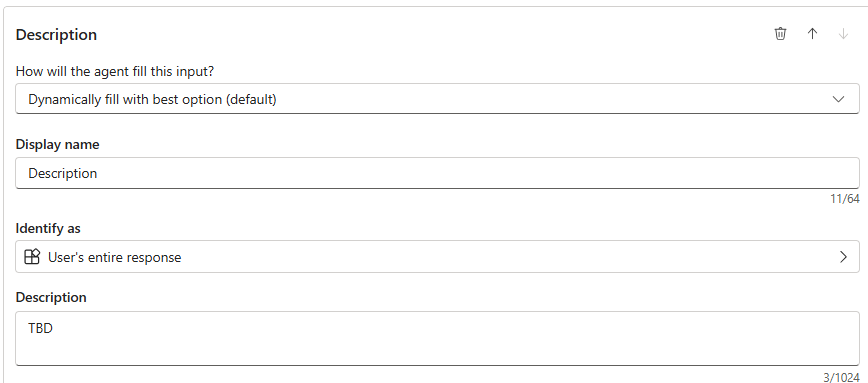 Description
How will the agent fill this input?
Dynamically fill with best option (default)
Display name
Description
11/64
Identify as
User's entire response
Description
TBD
3/1024